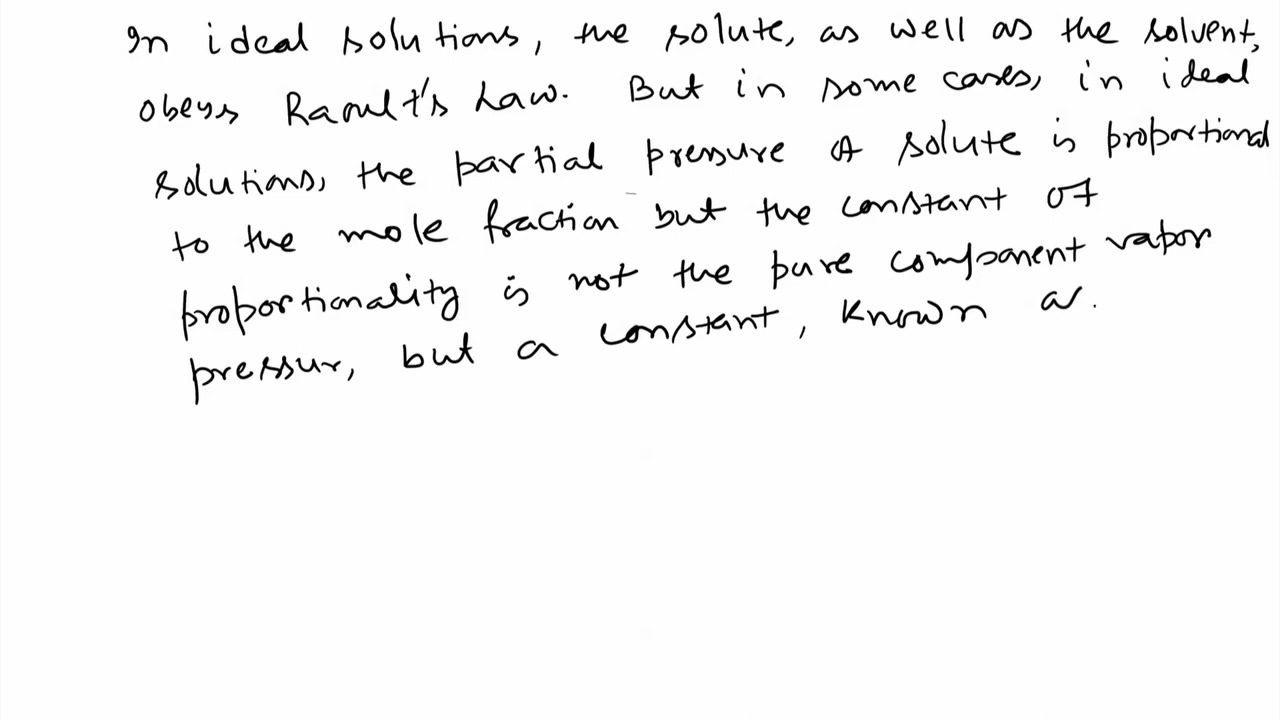 In ideal solutions, the solute, as well as the solvent,
obeys Raoult's Law. But in some cases, in ideal
solutions, the partial pressure of solute is proportional
to the mole fraction but the constant of
proportionality is not the pure component vapor
pressur, but a constant, known as.